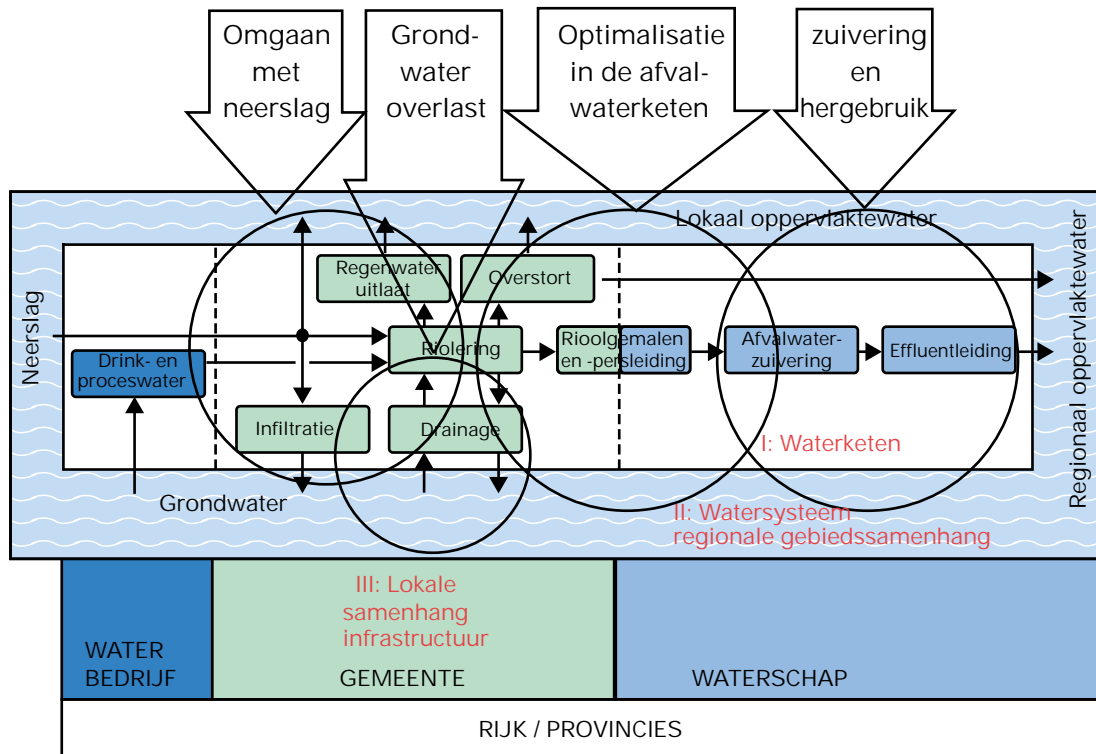 Omgaan
met
neerslag
Grond-
water
overlast
Optimalisatie
in de afval-
waterketen
zuivering
en
hergebruik
Lokaal oppervlaktewater
Regionaal oppervlaktewater
Neerslag
Regenwater
uitlaat
Overstort
Drink- en
proceswater
Riolering
Rioolgemalen
en -persleiding
Afvalwater-
zuivering
Effluentleiding
Infiltratie
Drainage
I: Waterketen
Grondwater
II: Watersysteem
regionale gebiedssamenhang
III: Lokale
samenhang
infrastructuur
WATER
BEDRIJF
GEMEENTE
WATERSCHAP
RIJK / PROVINCIES